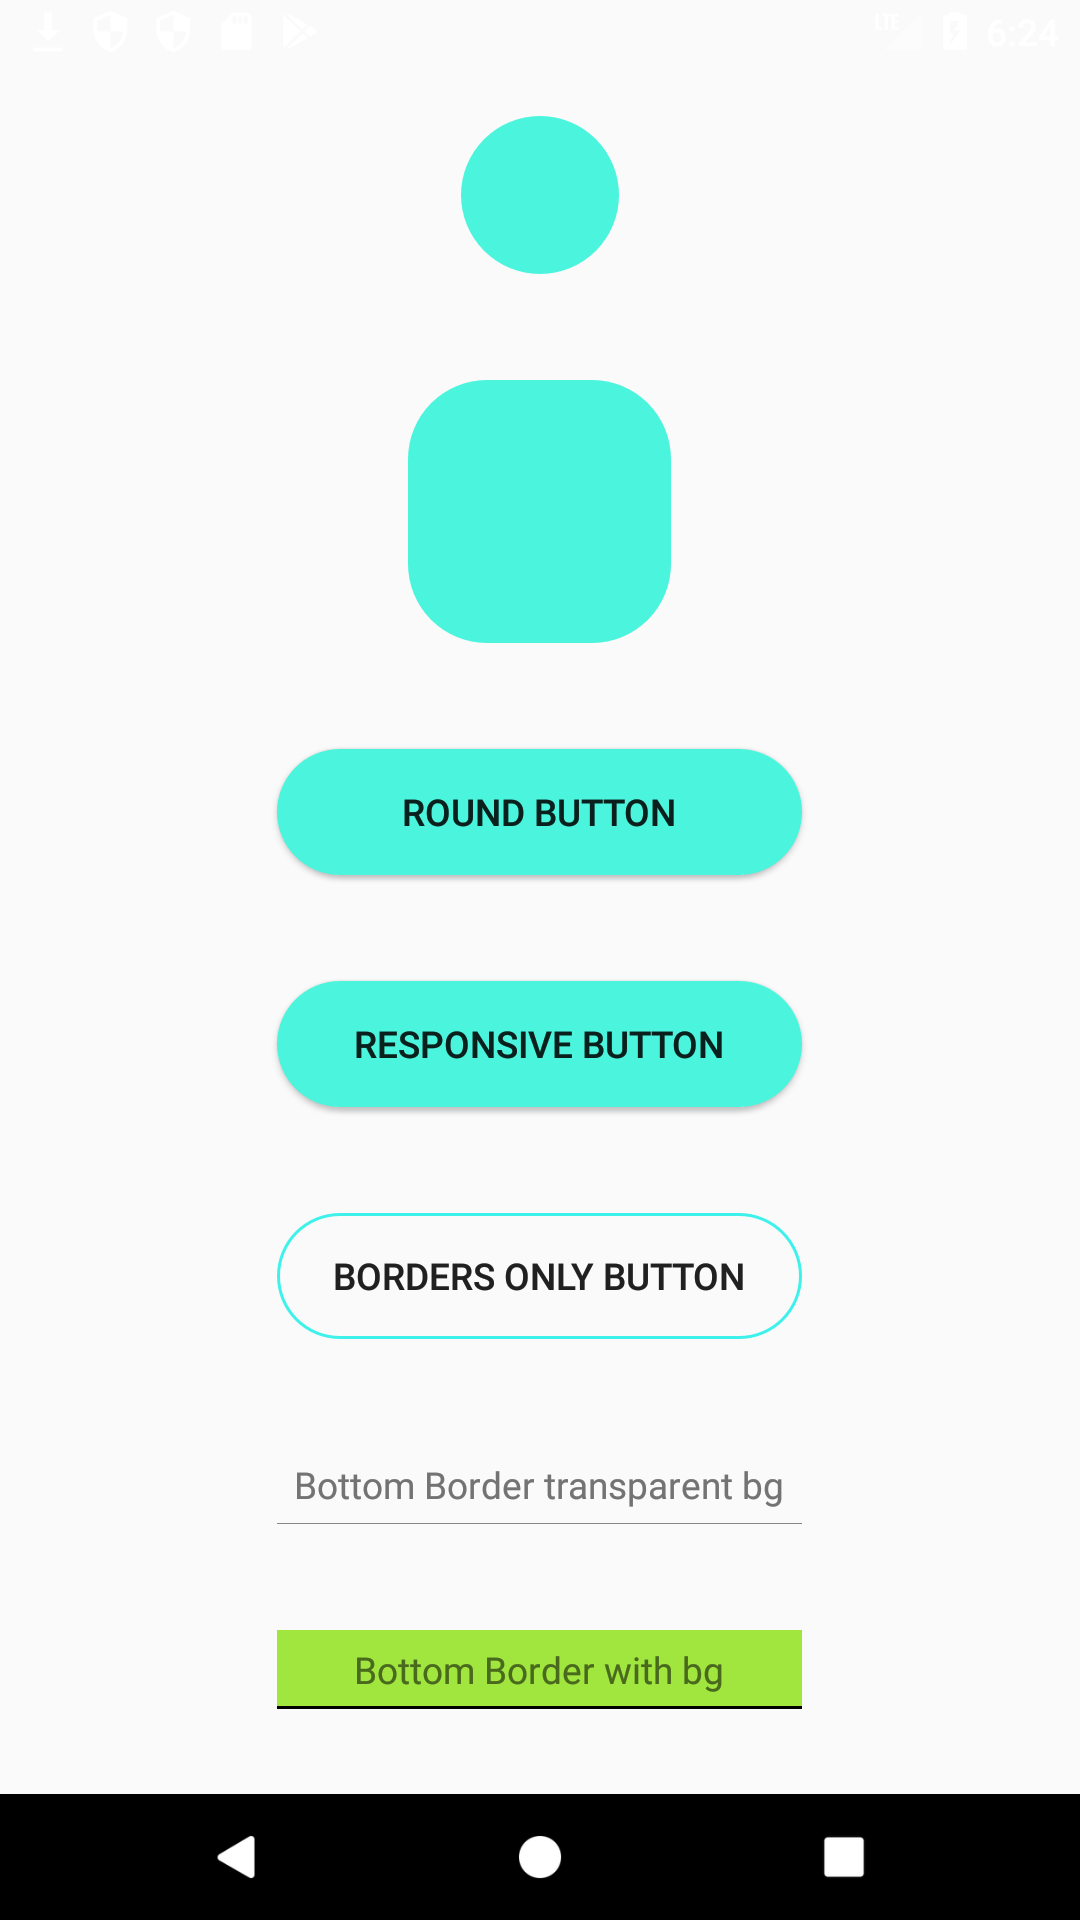 LTE 6:24
ROUND BUTTON
RESPONSIVE BUTTON
BORDERS ONLY BUTTON
Bottom Border transparent bg
Bottom Border with bg